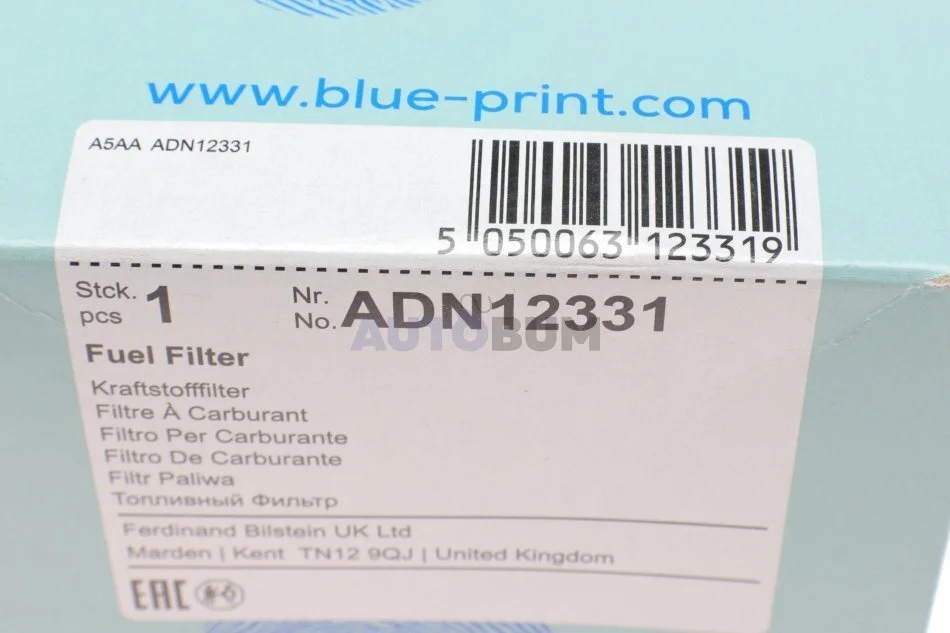 www.blue-print.com
A5AA ADN12331
5 050063 123319
Stck. 1 Nr. ADN12331
pcs No.
AUTOBUM
Fuel Filter
Kraftstofffilter
Filtre À Carburant
Filtro Per Carburante
Filtro De Carburante
Filtr Paliwa
Топливный Фильтр
Ferdinand Bilstein UK Ltd
Marden | Kent TN12 9QJ | United Kingdom
EAC